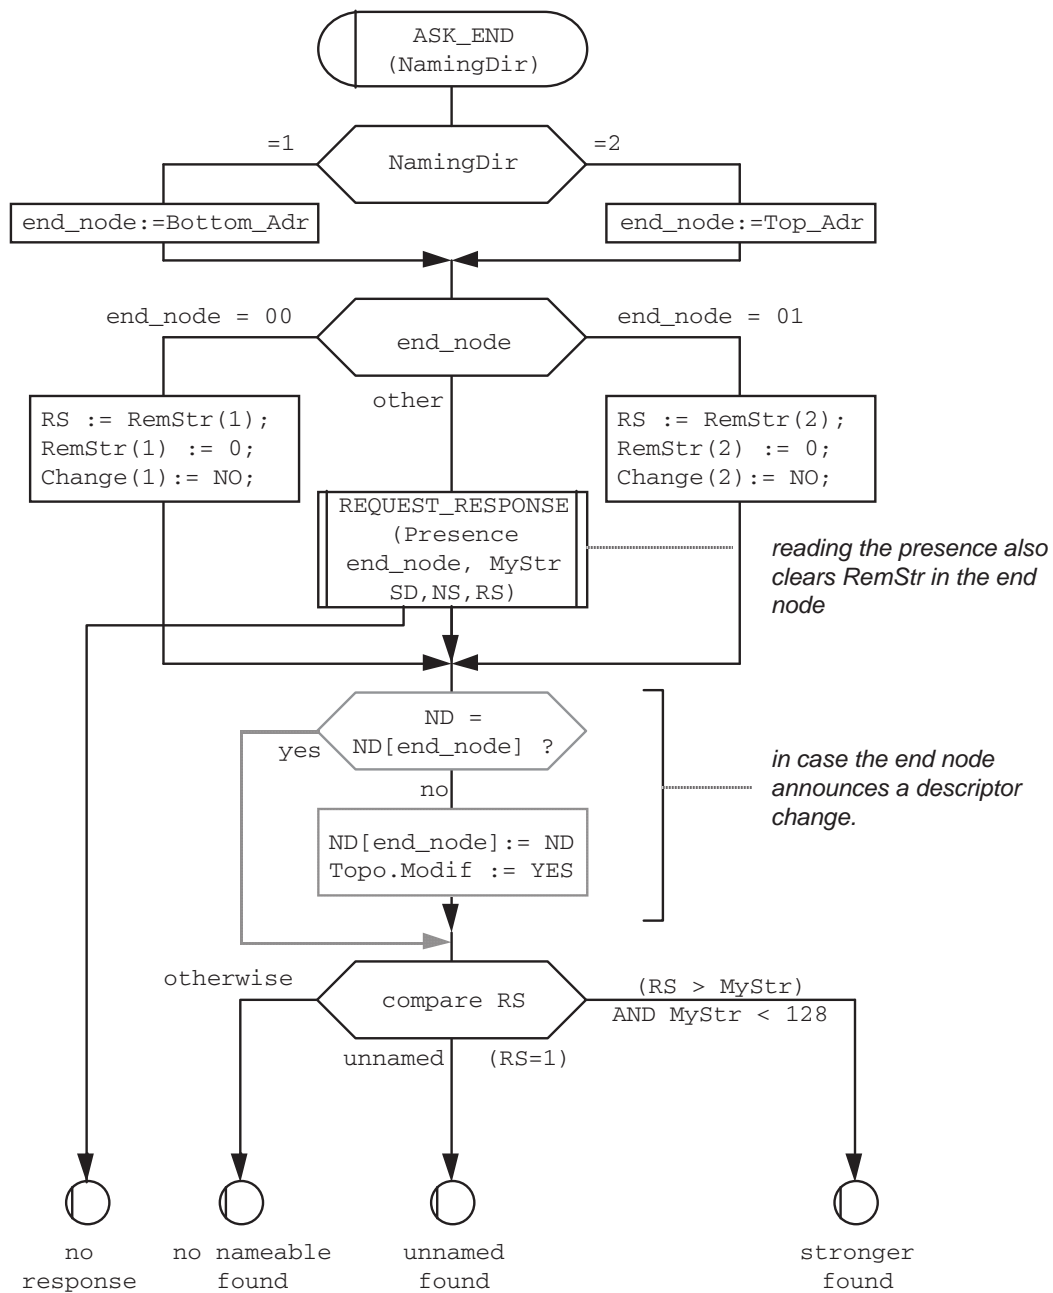 ASK_END
(NamingDir)
=1
=2
NamingDir
end_node:=Bottom_Adr
end_node:=Top_Adr
end_node = 00
end_node = 01
end_node
other
RS := RemStr(1);
RemStr(1) := 0;
Change(1):= NO;
RS := RemStr(2);
RemStr(2) := 0;
Change(2):= NO;
REQUEST_RESPONSE
(Presence
end_node, MyStr
SD,NS,RS)
reading the presence also
clears RemStr in the end
node
ND =
ND[end_node] ?
yes
no
in case the end node
announces a descriptor
change.
ND[end_node]:= ND
Topo.Modif := YES
otherwise
compare RS
(RS > MyStr)
AND MyStr < 128
unnamed
(RS=1)
no
response
no nameable
found
unnamed
found
stronger
found